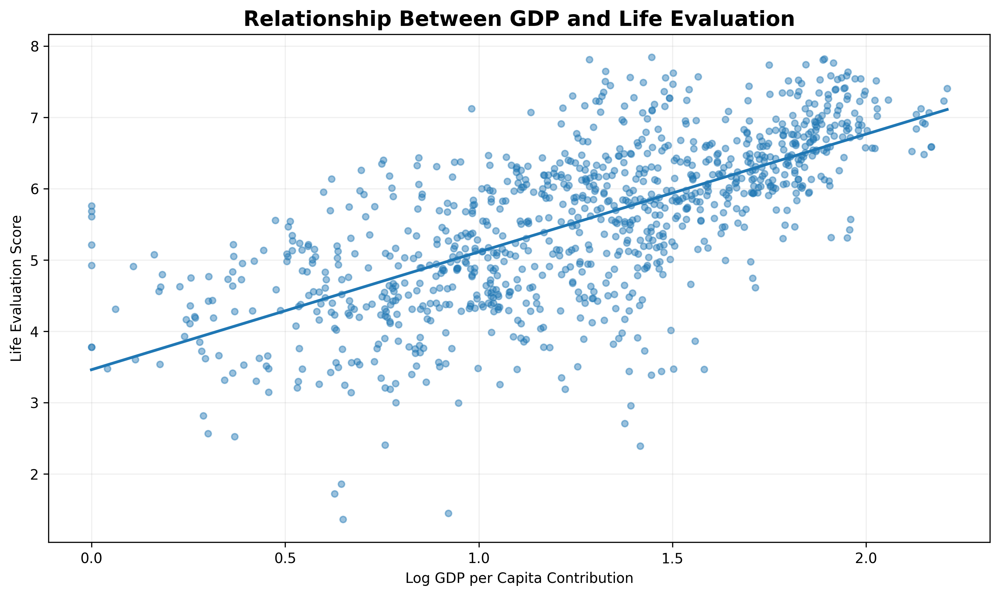 Relationship Between GDP and Life Evaluation
8
7
6
5
4
3
2
Life Evaluation Score
0.0 0.5 1.0 1.5 2.0
Log GDP per Capita Contribution